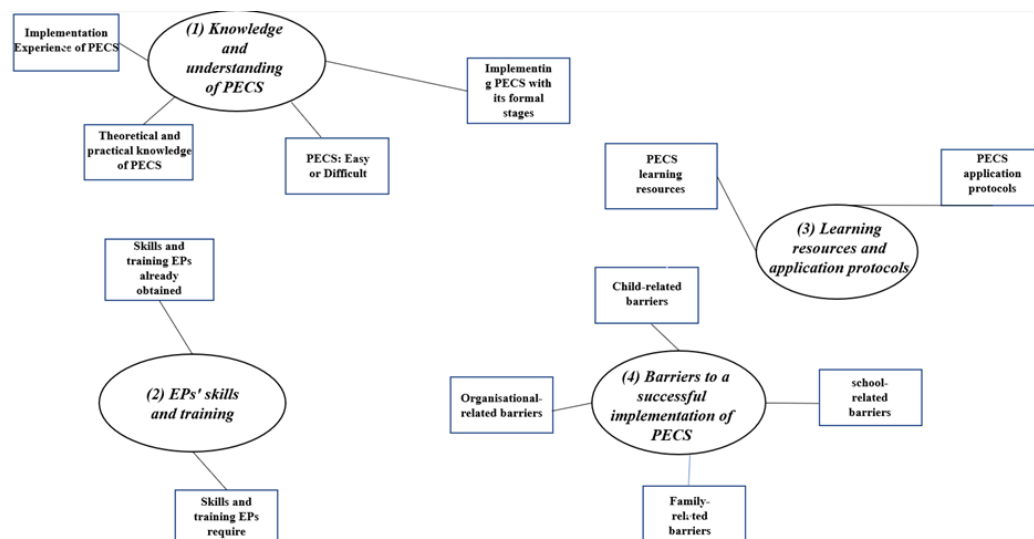 Implementation
Experience of PECS
(1) Knowledge
and
understanding
of PECS
Implementin
g PECS with
its formal
stages
Theoretical and
practical knowledge
of PECS
PECS: Easy
or Difficult
PECS
learning
resources
PECS
application
protocols
(3) Learning
resources and
application protocols
Skills and
training EPs
already
obtained
(2) EPs' skills
and training
Skills and
training EPs
require
Child-related
barriers
Organisational-
related barriers
(4) Barriers to a
successful
implementation of
PECS
school-
related
barriers
Family-
related
barriers